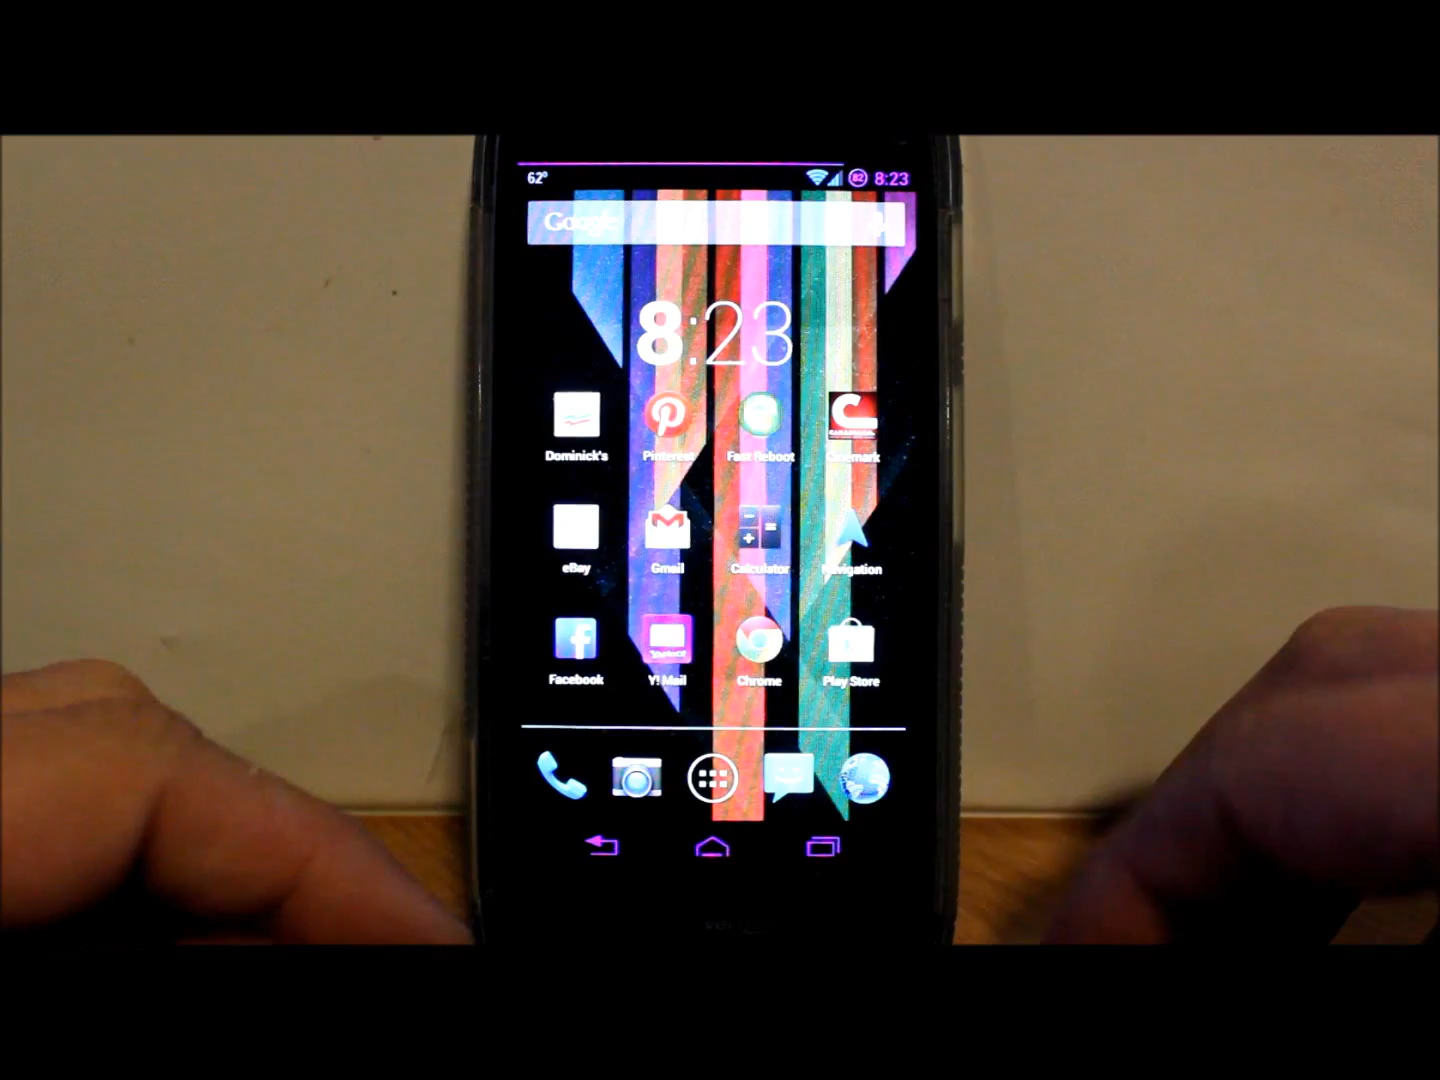 62°
82 8:23
Google
8:23
Dominick's Pinterest Fast Reboot Cinemark
eBay Gmail Calculator Navigation
Facebook Y! Mail Chrome Play Store